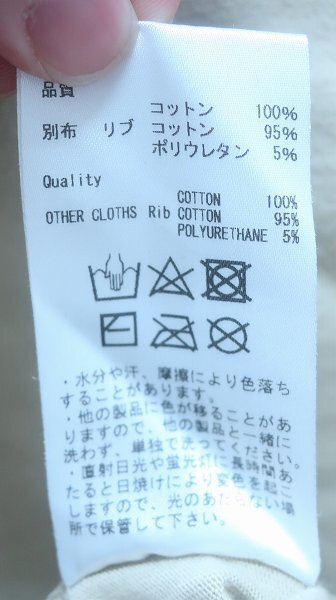 品質
コットン 100%
別布 リブ コットン 95%
ポリウレタン 5%
Quality
COTTON 100%
OTHER CLOTHS Rib COTTON 95%
POLYURETHANE 5%
・水分や汗、摩擦により色落ち
することがあります。
・他の製品に色が移ることがあ
りますので、他の製品と一緒に
洗わず、単独で洗ってください。
・直射日光や蛍光灯に長時間あ
たると日焼けにより変色を起こ
しますので、光のあたらない場
所で保管して下さい。